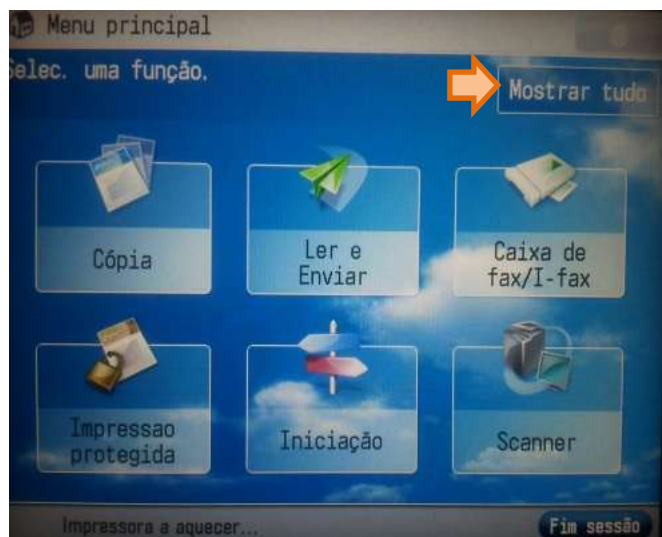 Menu principal
Selec. uma função.
Mostrar tudo
Cópia
Ler e
Enviar
Caixa de
fax/I-fax
Impressao
protegida
Iniciação
Scanner
Impressora a aquecer...
Fim sessão